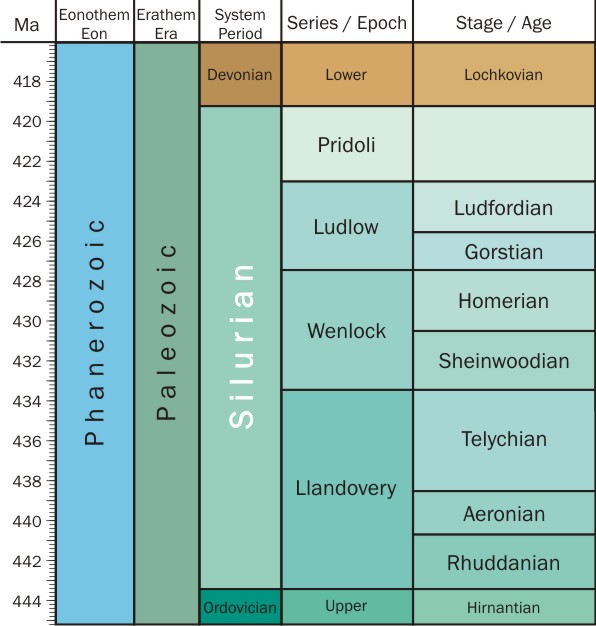 Ma
Eonothem
Eon
Erathem
Era
System
Period
Series / Epoch
Stage / Age
418
420
422
424
426
428
430
432
434
436
438
440
442
444
Phanerozoic
Paleozoic
Devonian
Silurian
Ordovician
Lower
Pridoli
Ludlow
Wenlock
Llandovery
Upper
Lochkovian
Ludfordian
Gorstian
Homerian
Sheinwoodian
Telychian
Aeronian
Rhuddanian
Hirnantian